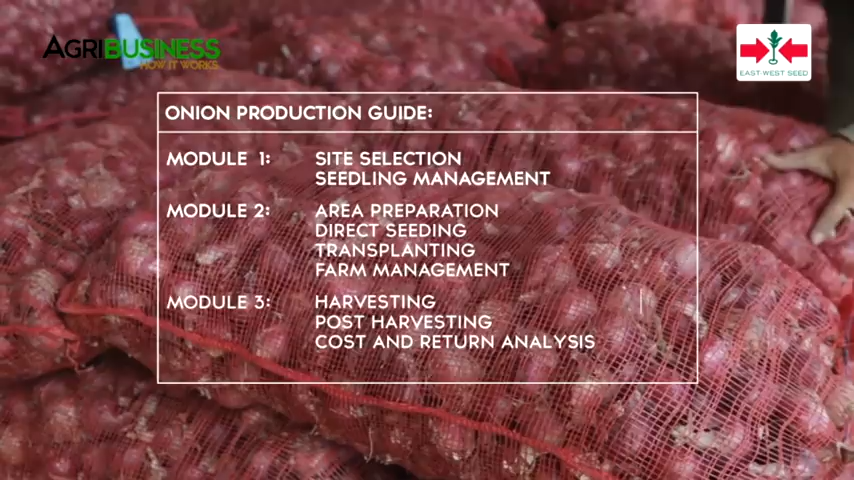 AGRIBUSINESS
HOW IT WORKS
EAST-WEST SEED
ONION PRODUCTION GUIDE:
MODULE 1: SITE SELECTION
SEEDLING MANAGEMENT
MODULE 2: AREA PREPARATION
DIRECT SEEDING
TRANSPLANTING
FARM MANAGEMENT
MODULE 3: HARVESTING
POST HARVESTING
COST AND RETURN ANALYSIS